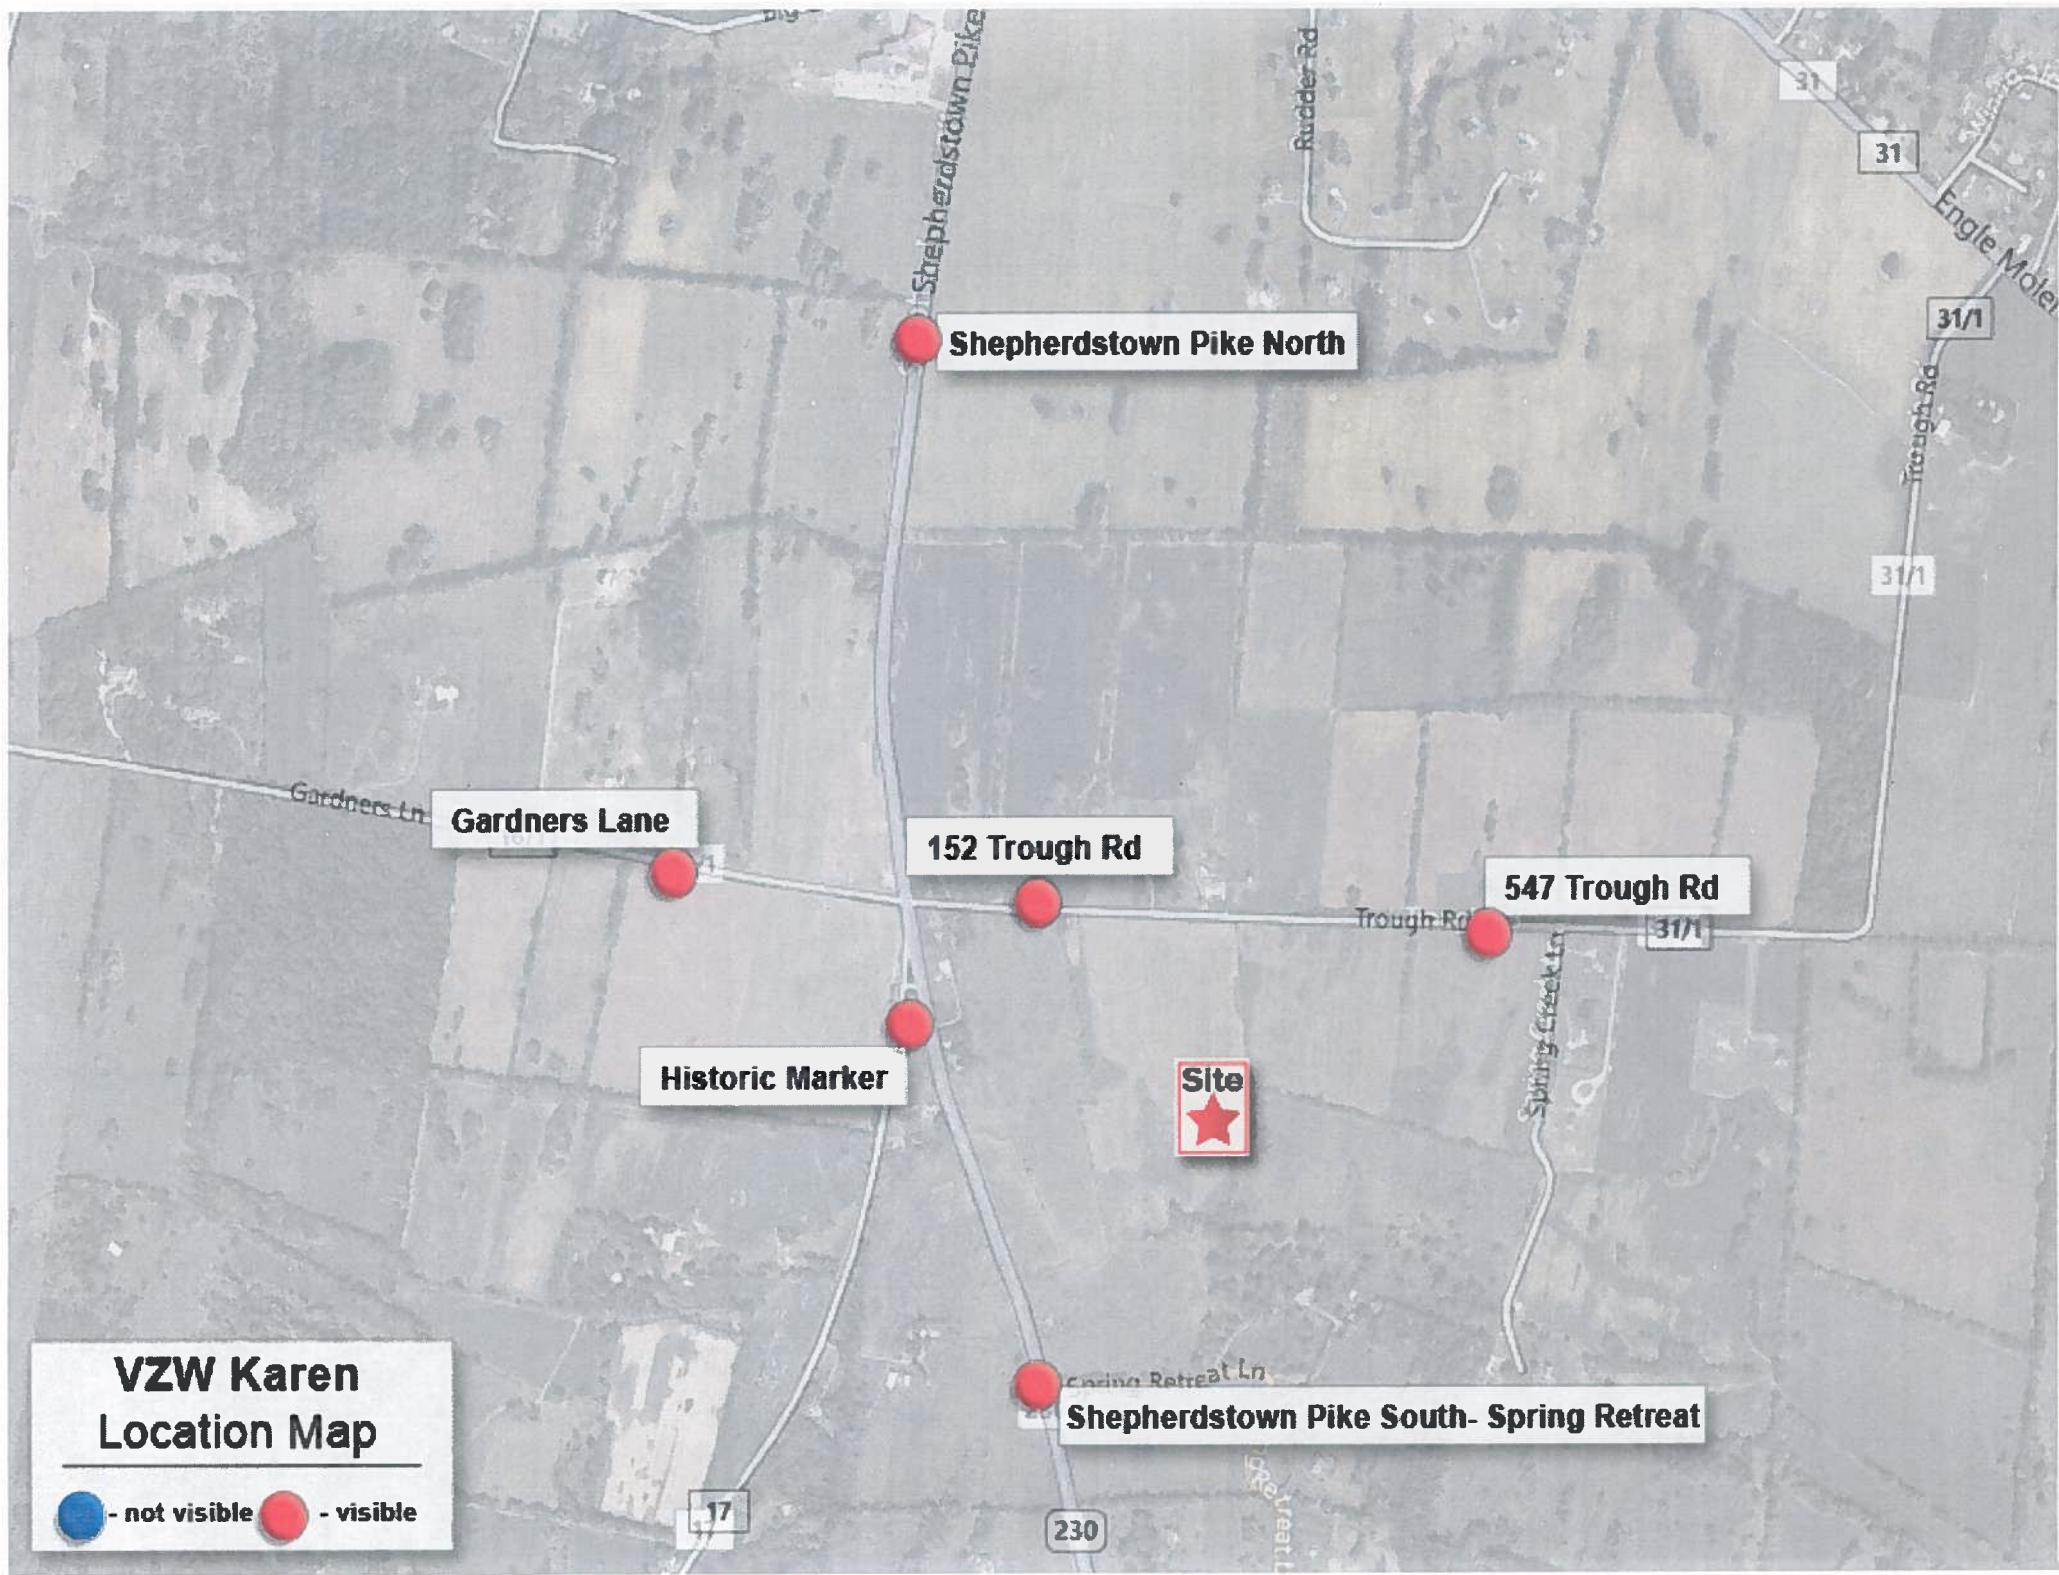 Shepherdstown Pike
Rudder Rd
31
31
Engle Moler
31/1
Shepherdstown Pike North
Trough Rd
31/1
Gardners Ln
Gardners Lane
152 Trough Rd
547 Trough Rd
Trough Rd
31/1
Spring Creek Ln
Historic Marker
Site
Spring Retreat Ln
Shepherdstown Pike South- Spring Retreat
VZW Karen
Location Map
- not visible
- visible
17
230